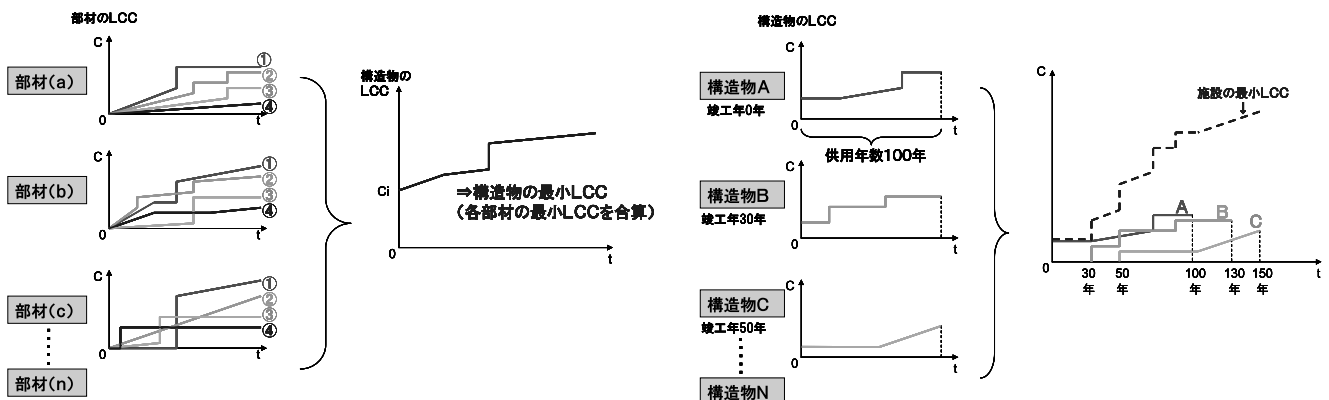 部材のLCC
部材(a)
C
①
②
③
④
0
t
部材(b)
C
①
②
③
④
0
t
部材(c)
C
①
②
③
④
0
t
部材(n)
構造物の
LCC
Ci
⇒構造物の最小LCC
(各部材の最小LCCを合算)
0
t
構造物のLCC
構造物A
竣工年0年
C
0
t
供用年数100年
構造物B
竣工年30年
C
0
t
構造物C
竣工年50年
C
0
t
構造物N
C
施設の最小LCC
A
B
C
0
30
年
50
年
100
年
130
年
150
年
t